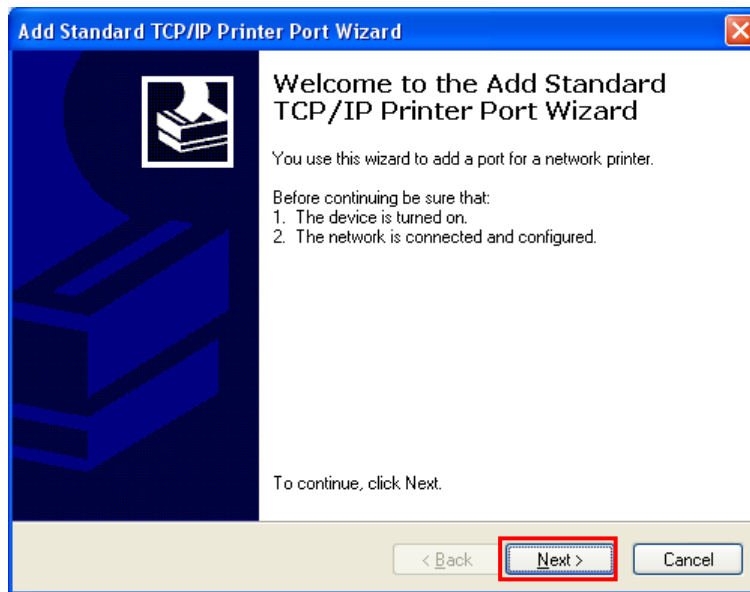 Add Standard TCP/IP Printer Port Wizard
Welcome to the Add Standard
TCP/IP Printer Port Wizard
You use this wizard to add a port for a network printer.
Before continuing be sure that:
1. The device is turned on.
2. The network is connected and configured.
To continue, click Next.
< Back Next > Cancel